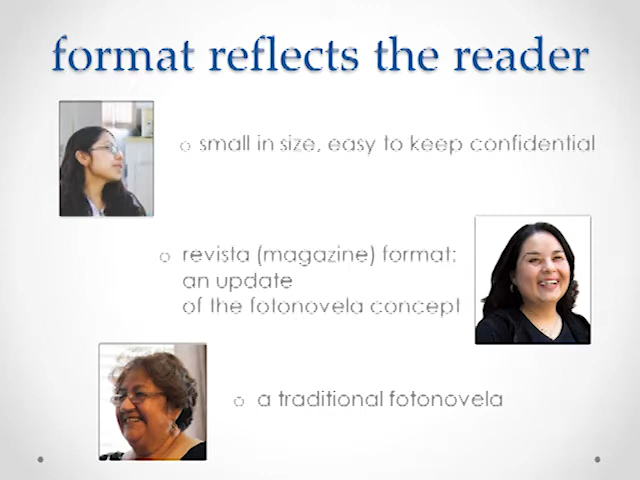 format reflects the reader
o small in size, easy to keep confidential
o revista (magazine) format:
an update
of the fotonovela concept
o a traditional fotonovela